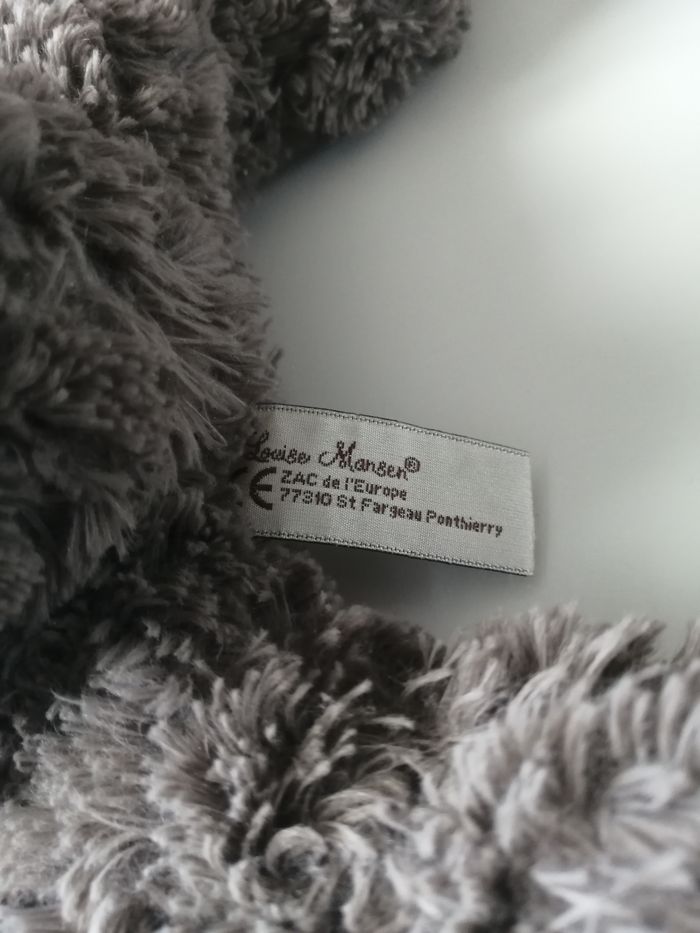 Louise Mansen®
CE ZAC de l'Europe
77310 St Fargeau Ponthierry